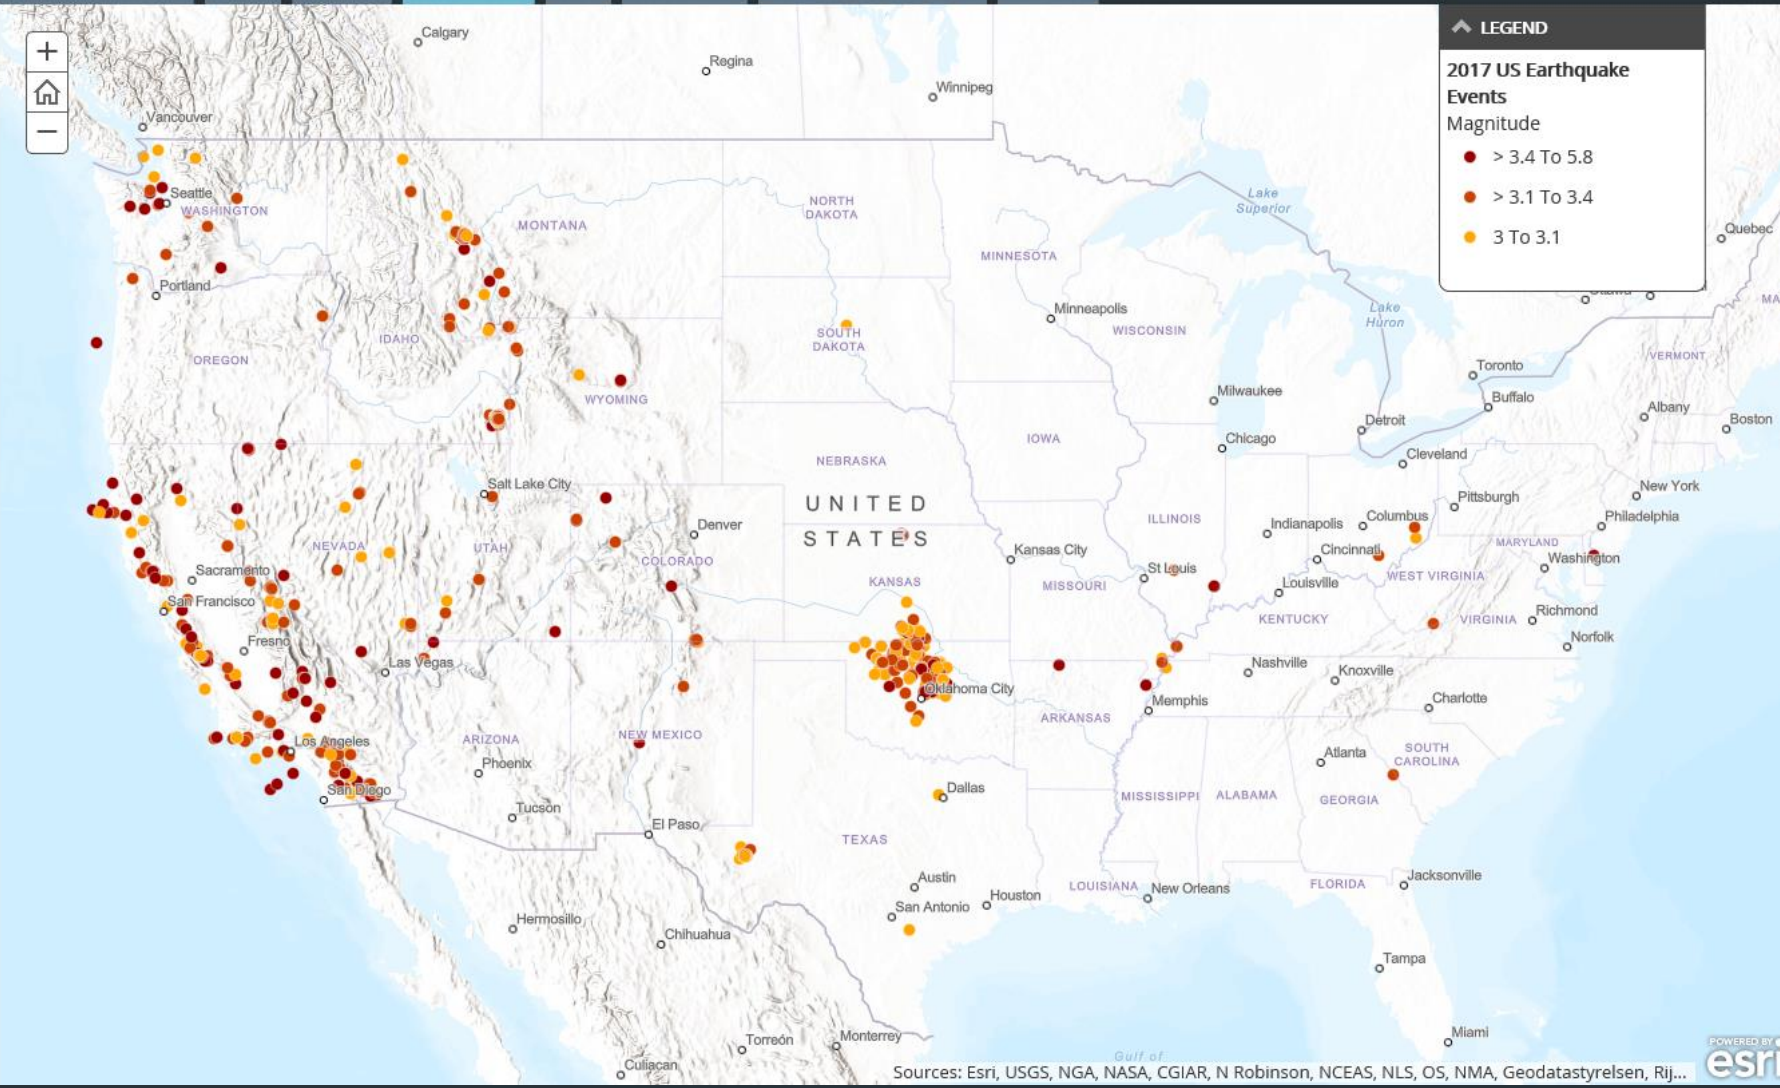 LEGEND
2017 US Earthquake
Events
Magnitude
> 3.4 To 5.8
> 3.1 To 3.4
3 To 3.1
+
−
Calgary
Regina
Winnipeg
Vancouver
Seattle
WASHINGTON
MONTANA
NORTH
DAKOTA
Lake
Superior
Quebec
MINNESOTA
Portland
Minneapolis
Lake
Huron
MA
WISCONSIN
IDAHO
SOUTH
DAKOTA
OREGON
VERMONT
Toronto
WYOMING
Milwaukee
Buffalo
Albany
Boston
Detroit
IOWA
Chicago
Cleveland
NEBRASKA
Salt Lake City
New York
Pittsburgh
UNITED
STATES
Denver
ILLINOIS
Indianapolis
Columbus
Philadelphia
NEVADA
UTAH
Kansas City
Cincinnati
MARYLAND
Washington
COLORADO
Sacramento
KANSAS
MISSOURI
St Louis
Louisville
WEST VIRGINIA
San Francisco
Richmond
KENTUCKY
VIRGINIA
Norfolk
Fresno
Las Vegas
Nashville
Knoxville
Oklahoma City
Memphis
Charlotte
ARKANSAS
Los Angeles
ARIZONA
NEW MEXICO
Atlanta
SOUTH
CAROLINA
Phoenix
San Diego
Dallas
MISSISSIPPI
ALABAMA
GEORGIA
Tucson
El Paso
TEXAS
Austin
LOUISIANA
New Orleans
FLORIDA
Jacksonville
Houston
San Antonio
Hermosillo
Chihuahua
Tampa
Miami
Torreón
Monterrey
Culiacan
Gulf of
Sources: Esri, USGS, NGA, NASA, CGIAR, N Robinson, NCEAS, NLS, OS, NMA, Geodatastyrelsen, Rij...
POWERED BY
esri